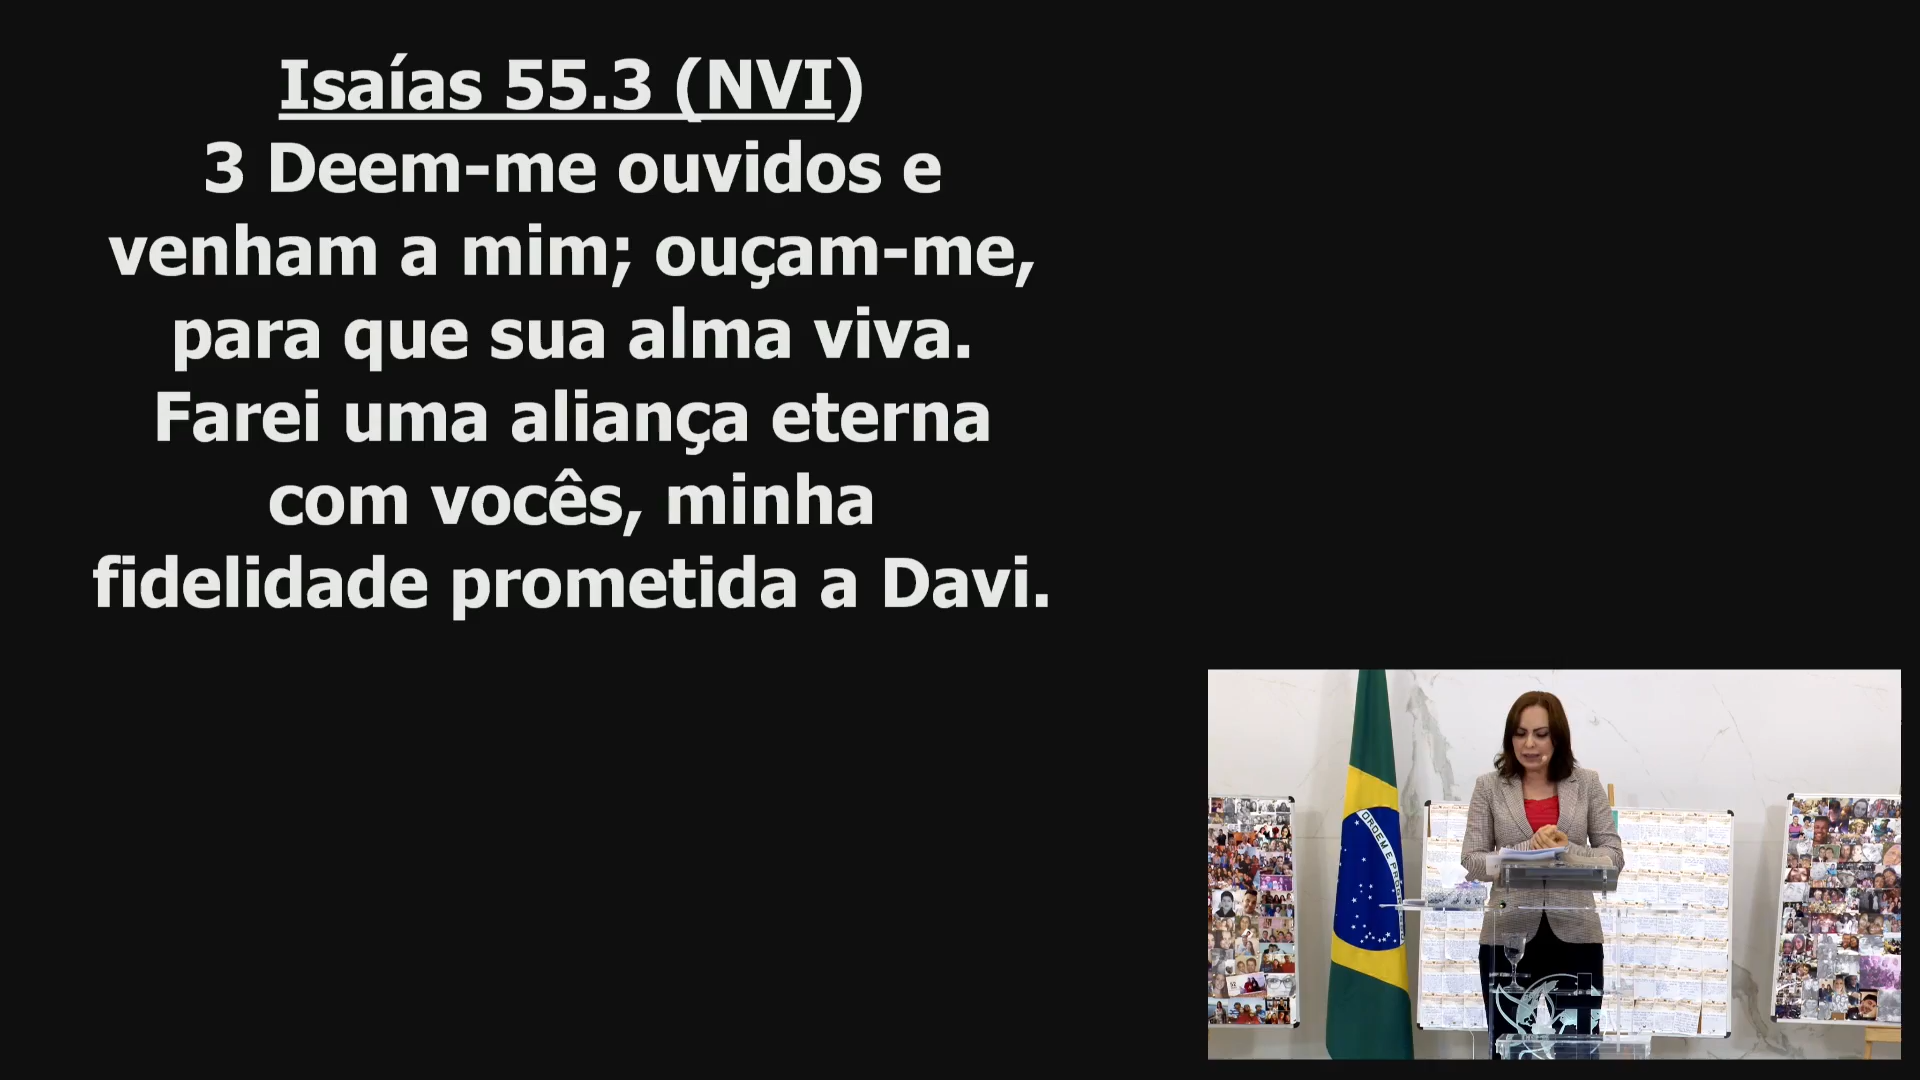 Isaías 55.3 (NVI)
3 Deem-me ouvidos e
venham a mim; ouçam-me,
para que sua alma viva.
Farei uma aliança eterna
com vocês, minha
fidelidade prometida a Davi.
ORDEM E PRO